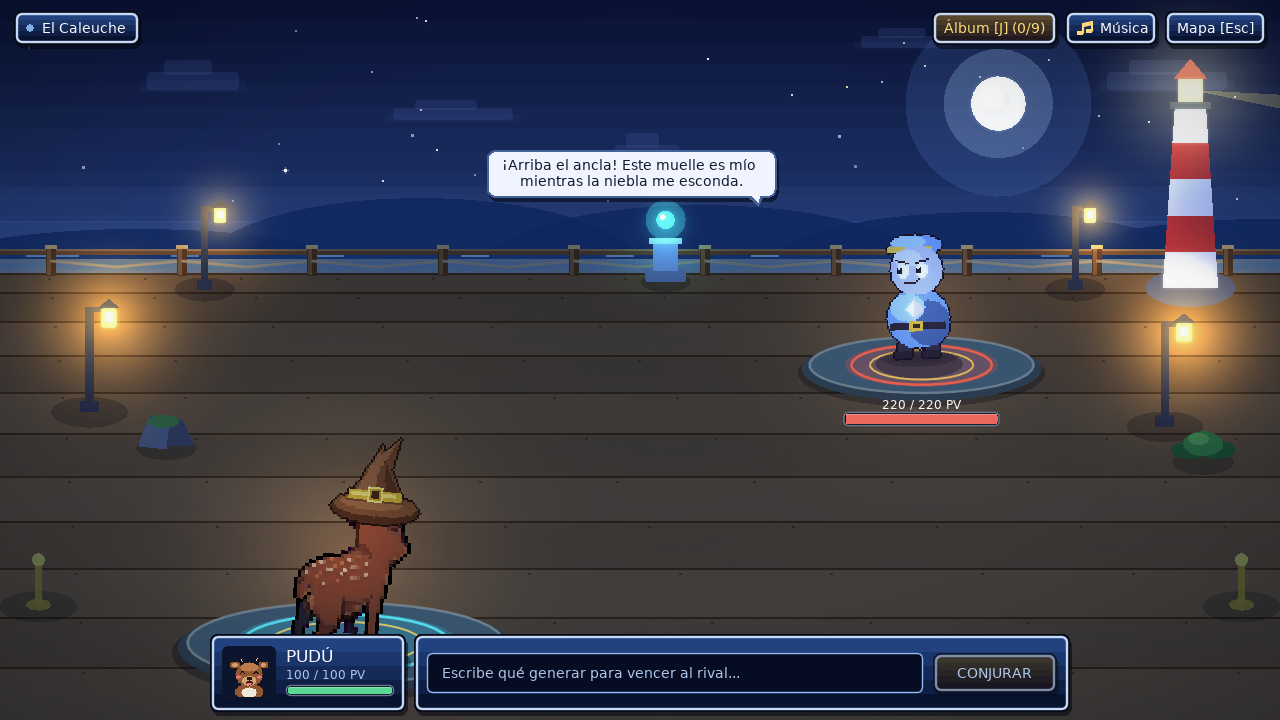 El Caleuche
Álbum [J] (0/9)
Música
Mapa [Esc]
¡Arriba el ancla! Este muelle es mío
mientras la niebla me esconda.
220 / 220 PV
PUDÚ
100 / 100 PV
Escribe qué generar para vencer al rival...
CONJURAR